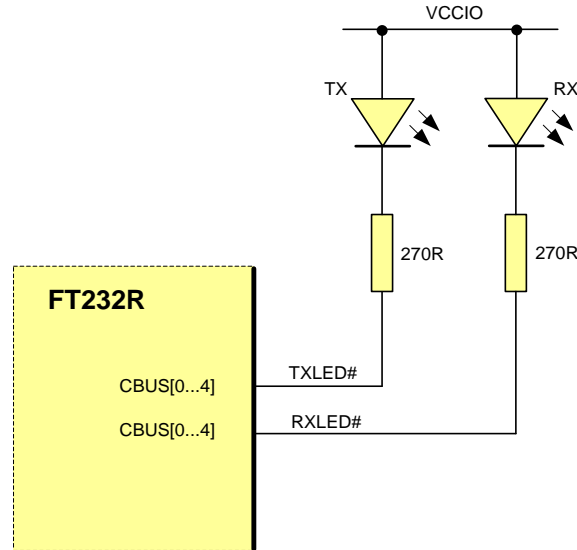 VCCIO
TX
RX
270R
270R
FT232R
TXLED#
CBUS[0...4]
RXLED#
CBUS[0...4]